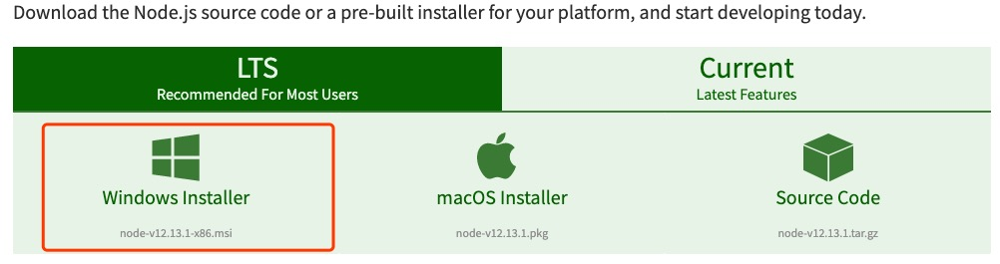 Download the Node.js source code or a pre-built installer for your platform, and start developing today.
LTS
Recommended For Most Users
Current
Latest Features
Windows Installer
node-v12.13.1-x86.msi
macOS Installer
node-v12.13.1.pkg
Source Code
node-v12.13.1.tar.gz